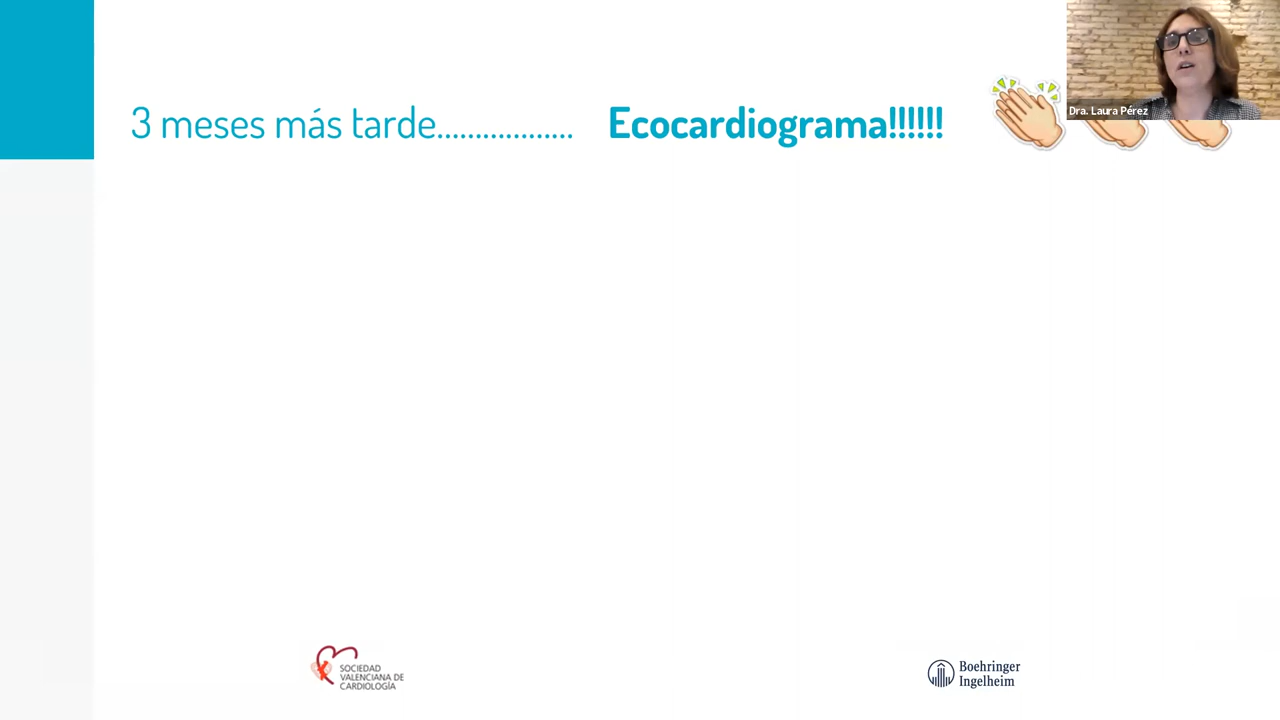 Dra. Laura Pérez
3 meses más tarde.................. Ecocardiograma!!!!!!
SOCIEDAD
VALENCIANA DE
CARDIOLOGÍA
Boehringer
Ingelheim